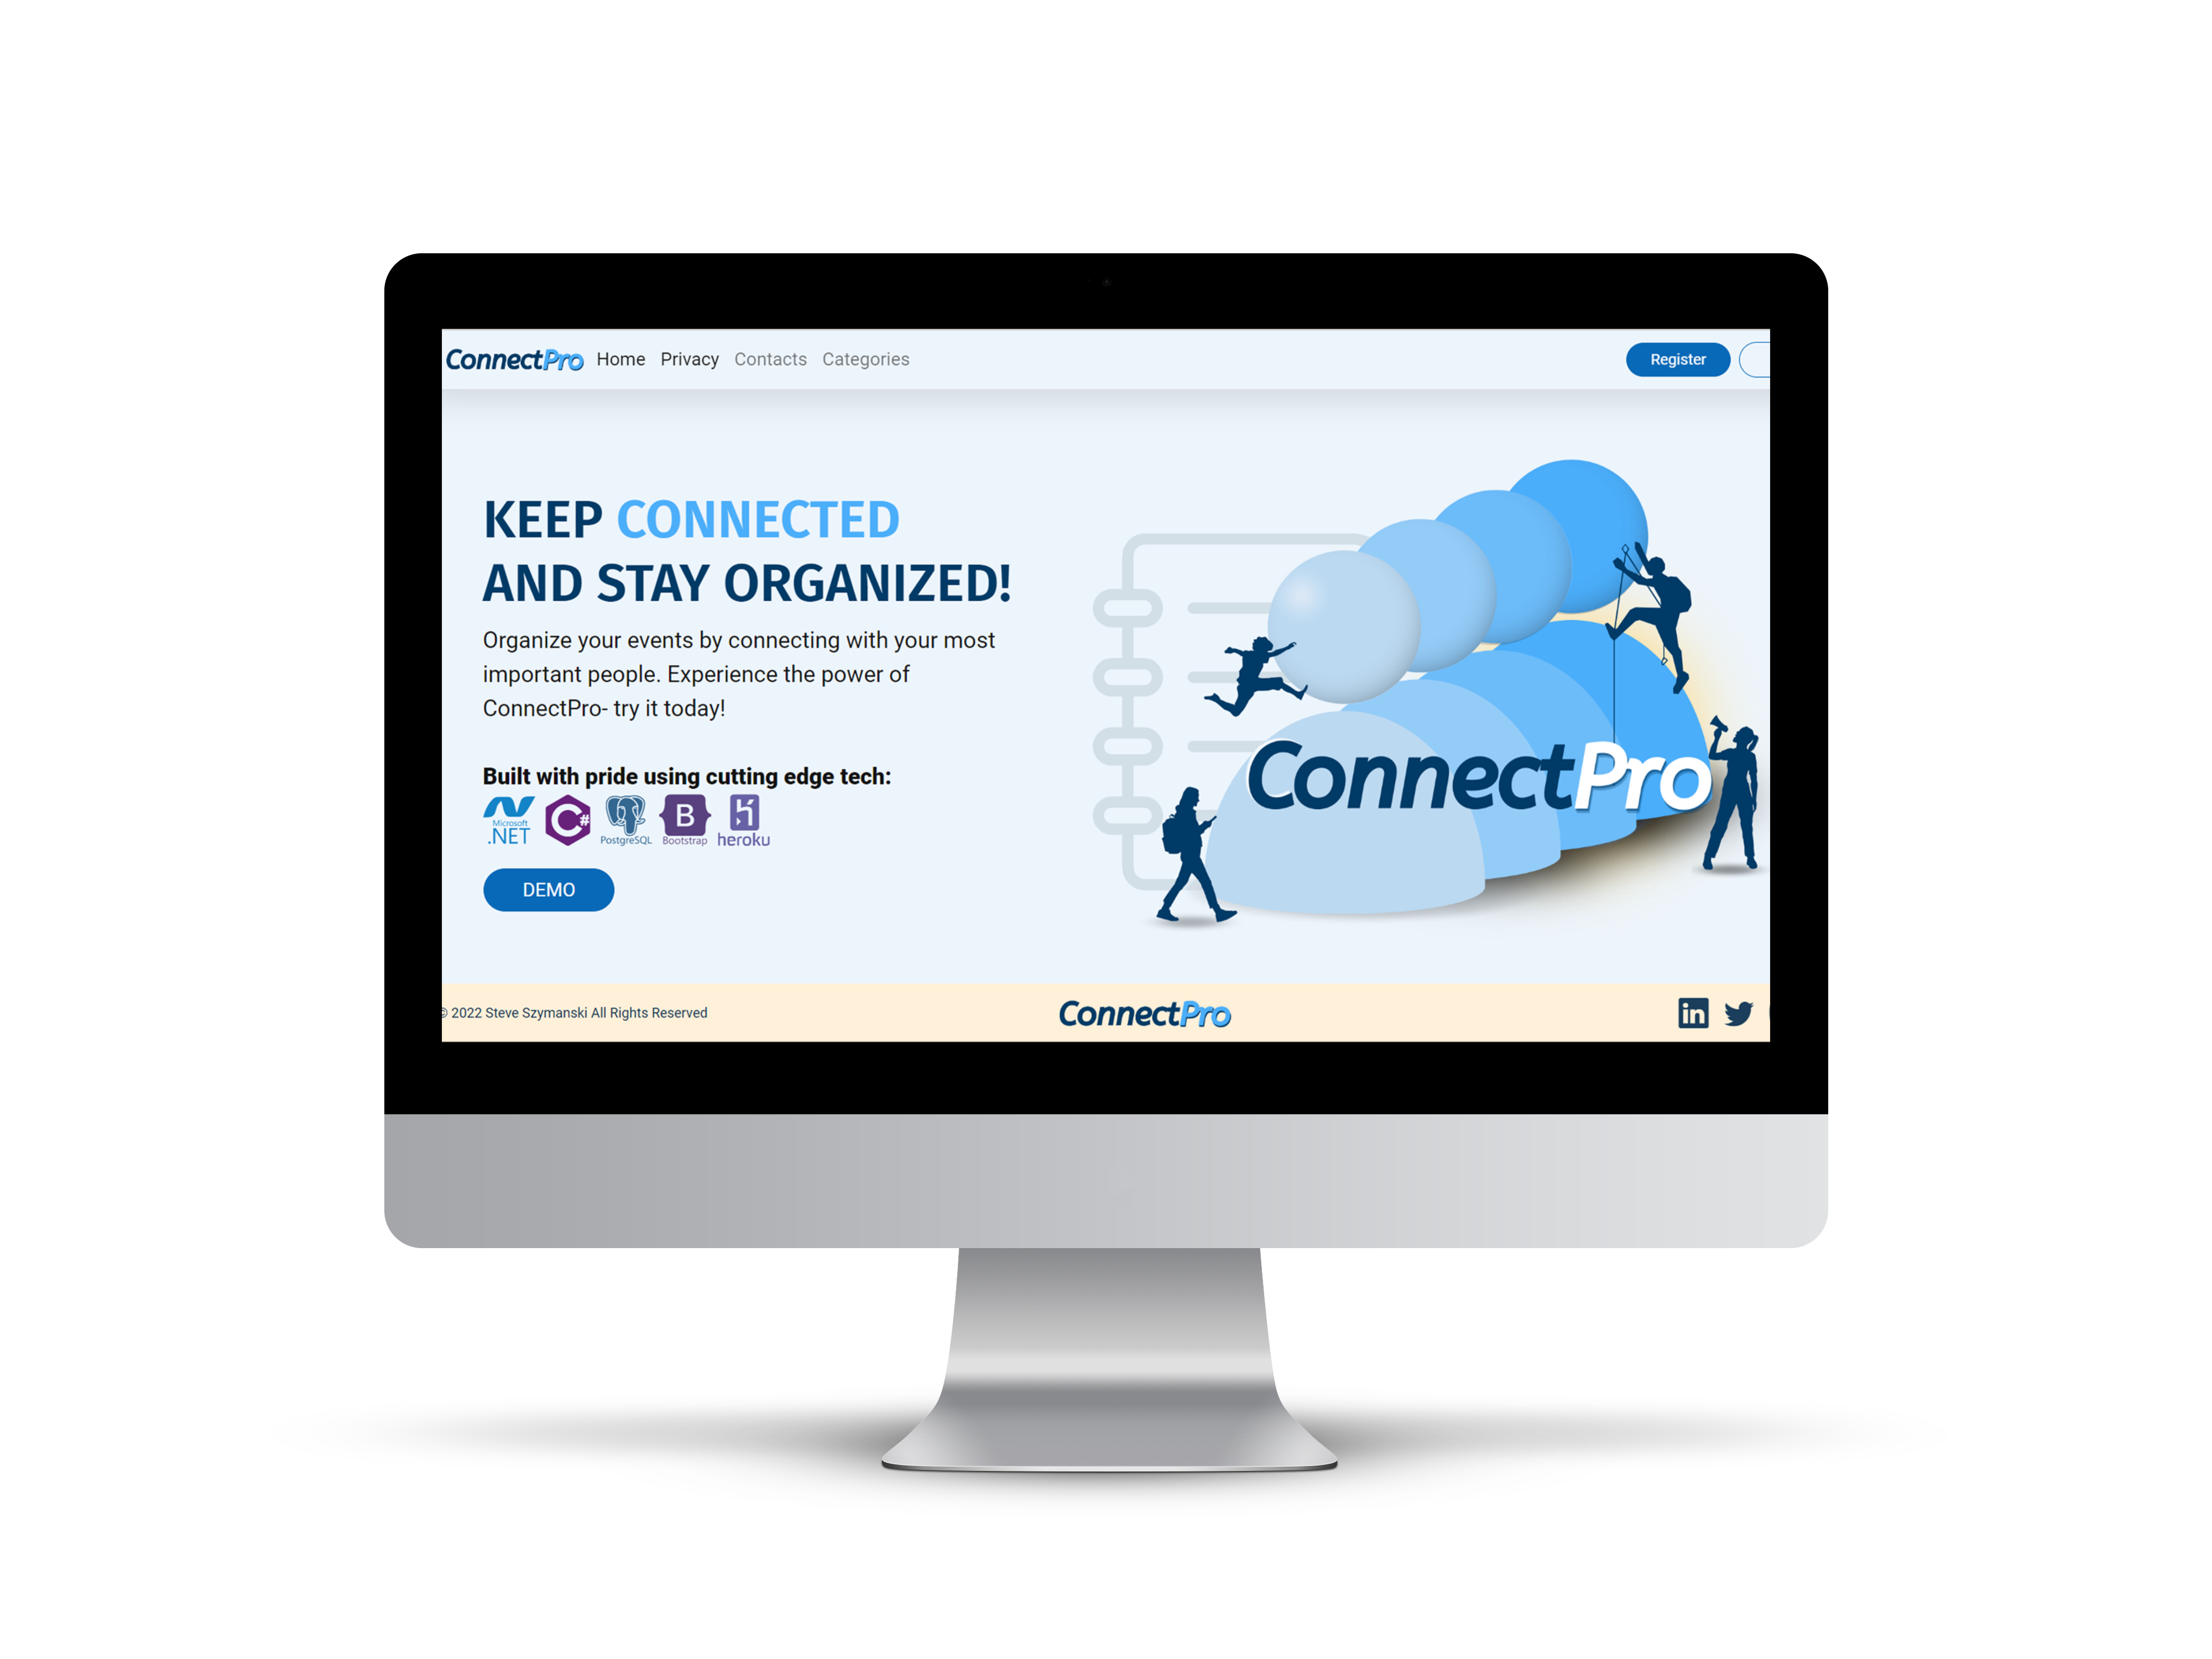 ConnectPro Home Privacy Contacts Categories Register
KEEP CONNECTED
AND STAY ORGANIZED!
Organize your events by connecting with your most
important people. Experience the power of
ConnectPro- try it today!
Built with pride using cutting edge tech:
Microsoft
.NET
C#
PostgreSQL
B
Bootstrap
heroku
DEMO
ConnectPro
© 2022 Steve Szymanski All Rights Reserved
ConnectPro
in